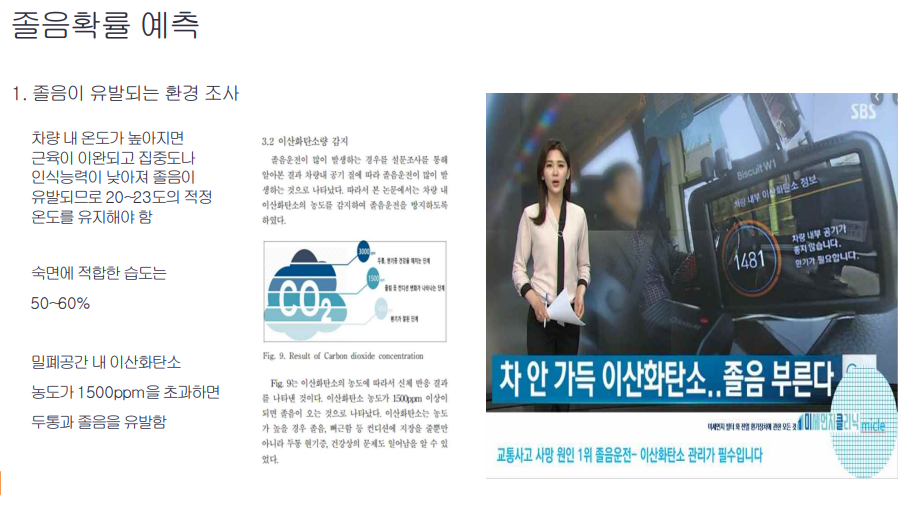 졸음확률 예측
1. 졸음이 유발되는 환경 조사
차량 내 온도가 높아지면
근육이 이완되고 집중도나
인식능력이 낮아져 졸음이
유발되므로 20~23도의 적정
온도를 유지해야 함
숙면에 적합한 습도는
50~60%
밀폐공간 내 이산화탄소
농도가 1500ppm을 초과하면
두통과 졸음을 유발함
3.2 이산화탄소량 감지
졸음운전이 많이 발생하는 경우를 설문조사를 통해
알아본 결과 차량내 공기 질에 따라 졸음운전이 많이 발
생하는 것으로 나타났다. 따라서 본 논문에서는 차량 내
이산화탄소의 농도를 감지하여 졸음운전을 방지하도록
하였다.
CO2
3000
두통, 현기증 건강을 해치는 단계
1500
졸림 등 컨디션 변화가 나타나는 단계
환기가 잘된 단계
Fig. 9. Result of Carbon dioxide concentration
Fig. 9는 이산화탄소의 농도에 따라서 신체 반응 결과
를 나타낸 것이다. 이산화탄소 농도가 1500ppm 이상이
되면 졸음이 오는 것으로 나타났다. 이산화탄소는 농도
가 높을 경우 졸음, 뻐근함 등 컨디션에 지장을 줄뿐만
아니라 두통 현기증, 건강상의 문제도 일어남을 할 수 있
었다.
SBS
Biscuit W1
차량 내부 이산화탄소 정보
1481
차량 내부 공기가
좋지 않습니다.
환기가 필요합니다.
차 안 가득 이산화탄소..졸음 부른다
미세먼지클리닉
micle
교통사고 사망 원인 1위 졸음운전- 이산화탄소 관리가 필수입니다